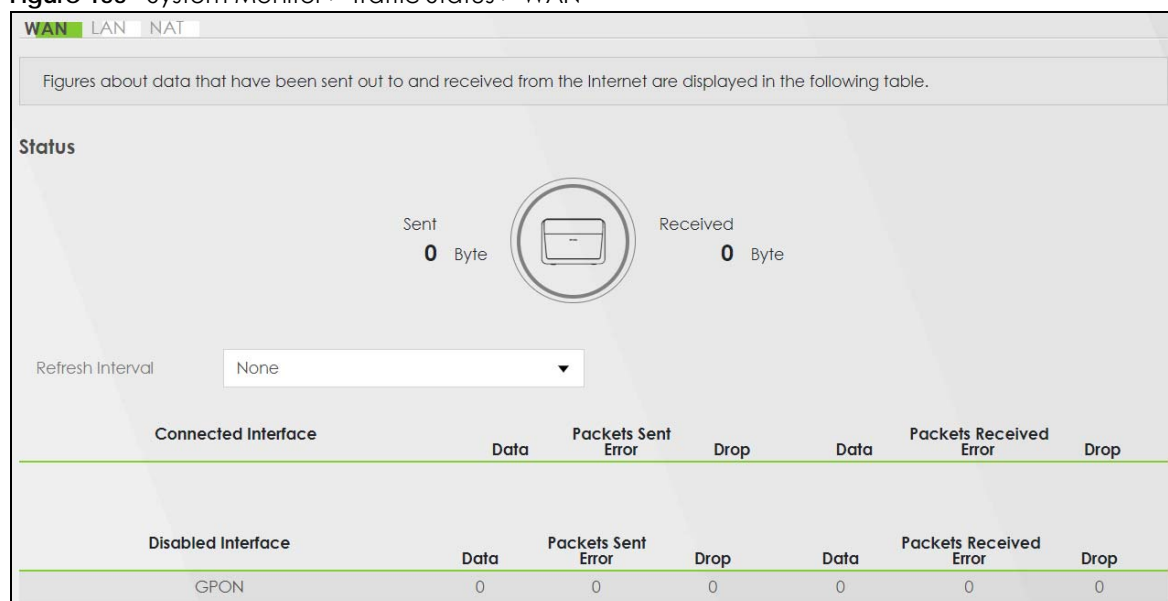 WAN LAN NAT
Figures about data that have been sent out to and received from the Internet are displayed in the following table.
Status
Sent Received
0 Byte 0 Byte
Refresh Interval None
Connected Interface Packets Sent Packets Received
Data Error Drop Data Error Drop
Disabled Interface Packets Sent Packets Received
Data Error Drop Data Error Drop
GPON 0 0 0 0 0 0